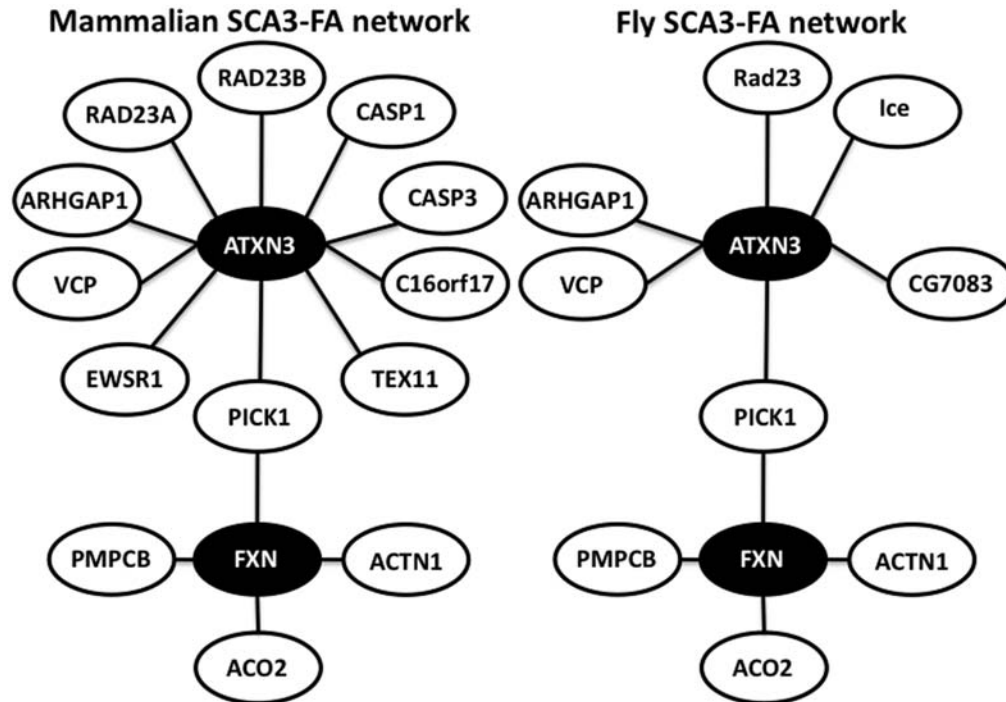 Mammalian SCA3-FA network
RAD23B
RAD23A
CASP1
ARHGAP1
CASP3
ATXN3
VCP
C16orf17
EWSR1
TEX11
PICK1
PMPCB
FXN
ACTN1
ACO2
Fly SCA3-FA network
Rad23
Ice
ARHGAP1
ATXN3
VCP
CG7083
PICK1
PMPCB
FXN
ACTN1
ACO2